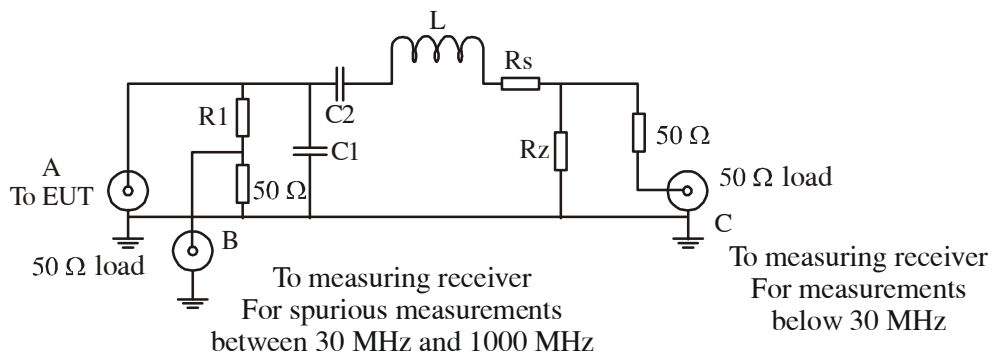 L
Rs
R1
C2
C1
Rz
50 Ω
A
To EUT
50 Ω
50 Ω load
B
C
50 Ω load
To measuring receiver
For spurious measurements
between 30 MHz and 1000 MHz
To measuring receiver
For measurements
below 30 MHz